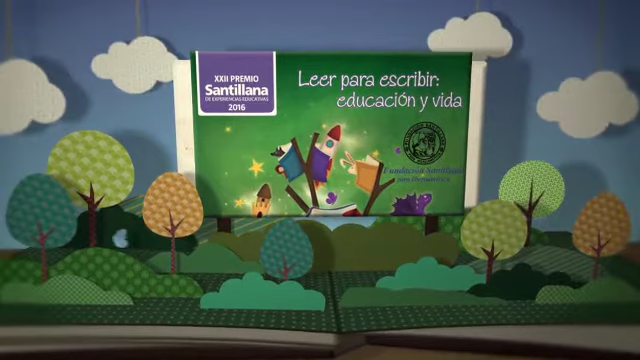 XXII PREMIO
Santillana
DE EXPERIENCIAS EDUCATIVAS
2016
Leer para escribir:
educación y vida
Fundación Santillana